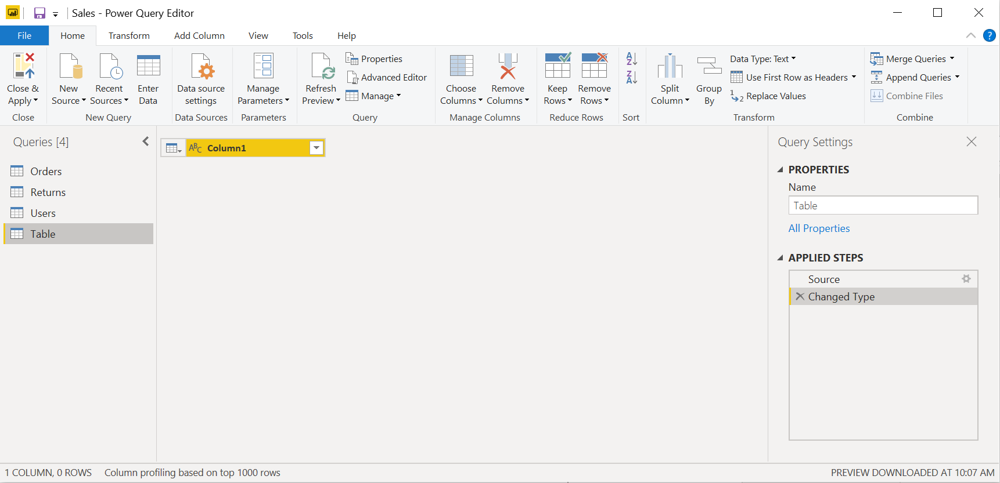 Sales - Power Query Editor
File Home Transform Add Column View Tools Help ?
Close & Apply
Close
New Source
Recent Sources
Enter Data
New Query
Data source settings
Data Sources
Manage Parameters
Parameters
Refresh Preview
Properties
Advanced Editor
Manage
Query
Choose Columns
Remove Columns
Manage Columns
Keep Rows
Remove Rows
Reduce Rows
A
Z
Z
A
Sort
Split Column
Group By
Data Type: Text
Use First Row as Headers
1
2 Replace Values
Transform
Merge Queries
Append Queries
Combine Files
Combine
Queries [4]
Orders
Returns
Users
Table
ABC Column1
Query Settings
PROPERTIES
Name
Table
All Properties
APPLIED STEPS
Source
Changed Type
1 COLUMN, 0 ROWS Column profiling based on top 1000 rows PREVIEW DOWNLOADED AT 10:07 AM